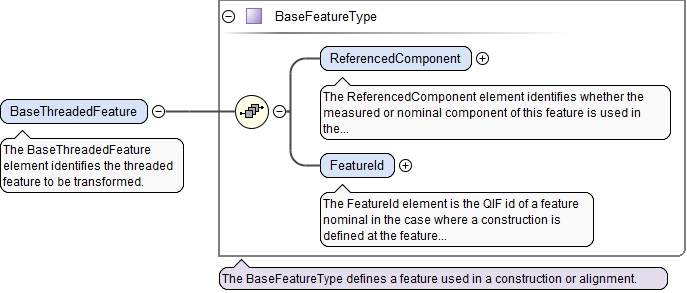 BaseFeatureType
ReferencedComponent
The ReferencedComponent element identifies whether the
measured or nominal component of this feature is used in
the...
BaseThreadedFeature
The BaseThreadedFeature
element identifies the threaded
feature to be transformed.
FeatureId
The FeatureId element is the QIF id of a feature
nominal in the case where a construction is
defined at the feature...
The BaseFeatureType defines a feature used in a construction or alignment.